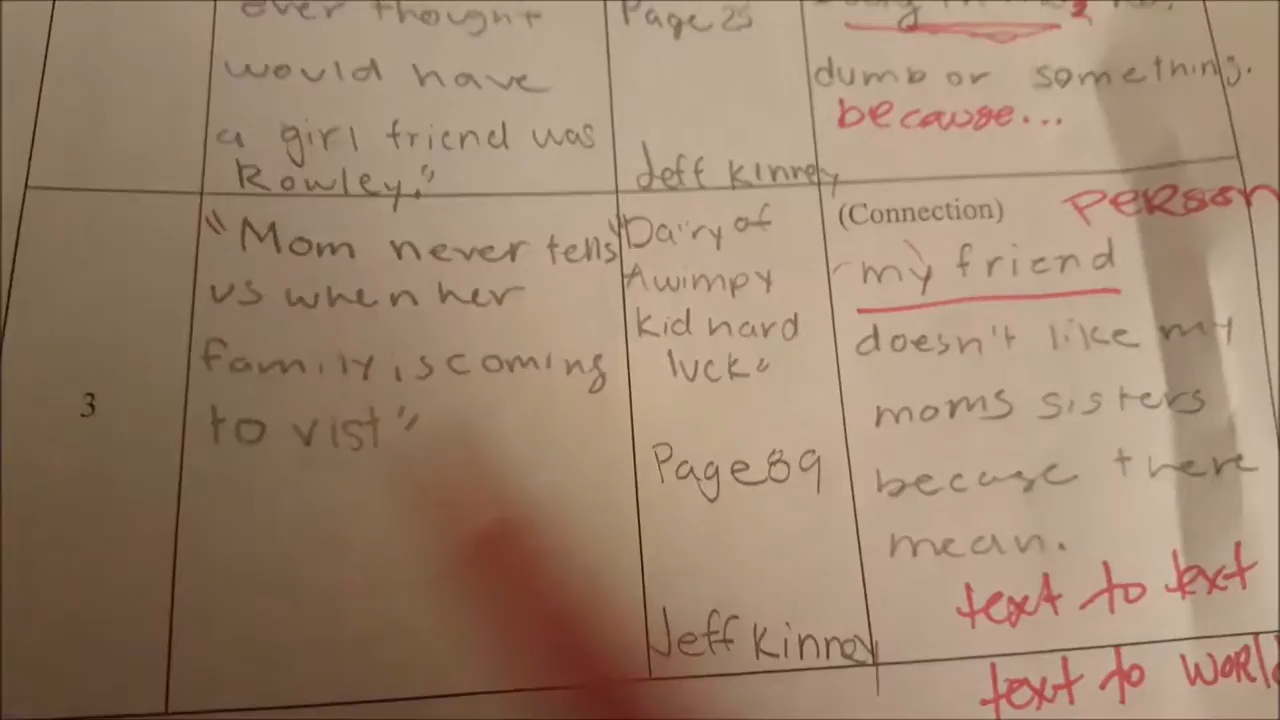 ever thought
would have
a girl friend was
Rowley."
Page 25
Jeff Kinney
dumb or something.
because...
3
"Mom never tells
us when her
family is coming
to vist"
"Dairy of
A wimpy
kid hard
luck"
Page 89
Jeff Kinney
(Connection)
PERSON
my friend
doesn't like my
moms sisters
because there
mean.
text to text
text to WORLD